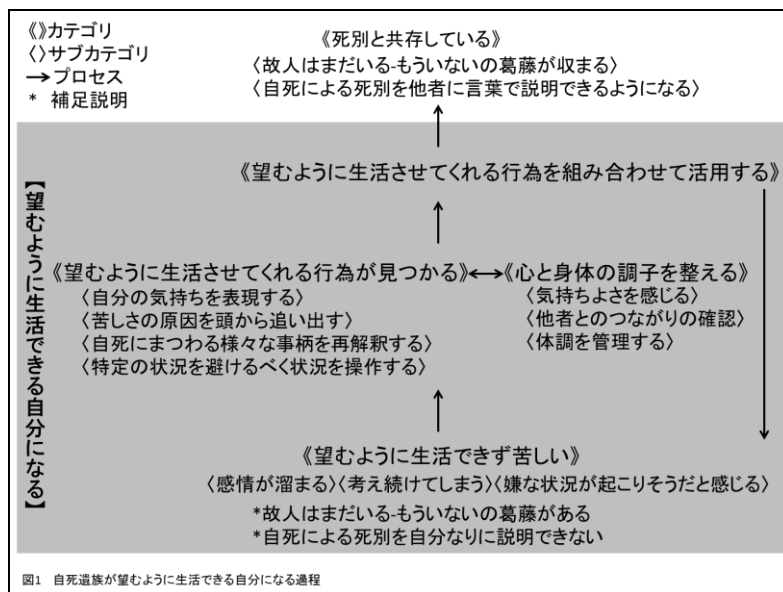 《》カテゴリ
〈〉サブカテゴリ
→プロセス
* 補足説明
《死別と共存している》
〈故人はまだいる-もういないの葛藤が収まる〉
〈自死による死別を他者に言葉で説明できるようになる〉
【望むように生活できる自分になる】
《望むように生活させてくれる行為を組み合わせて活用する》
《望むように生活させてくれる行為が見つかる》↔《心と身体の調子を整える》
〈自分の気持ちを表現する〉
〈苦しさの原因を頭から追い出す〉
〈自死にまつわる様々な事柄を再解釈する〉
〈特定の状況を避けるべく状況を操作する〉
〈気持ちよさを感じる〉
〈他者とのつながりの確認〉
〈体調を管理する〉
《望むように生活できず苦しい》
〈感情が溜まる〉〈考え続けてしまう〉〈嫌な状況が起こりそうだと感じる〉
*故人はまだいる-もういないの葛藤がある
*自死による死別を自分なりに説明できない
図1 自死遺族が望むように生活できる自分になる過程